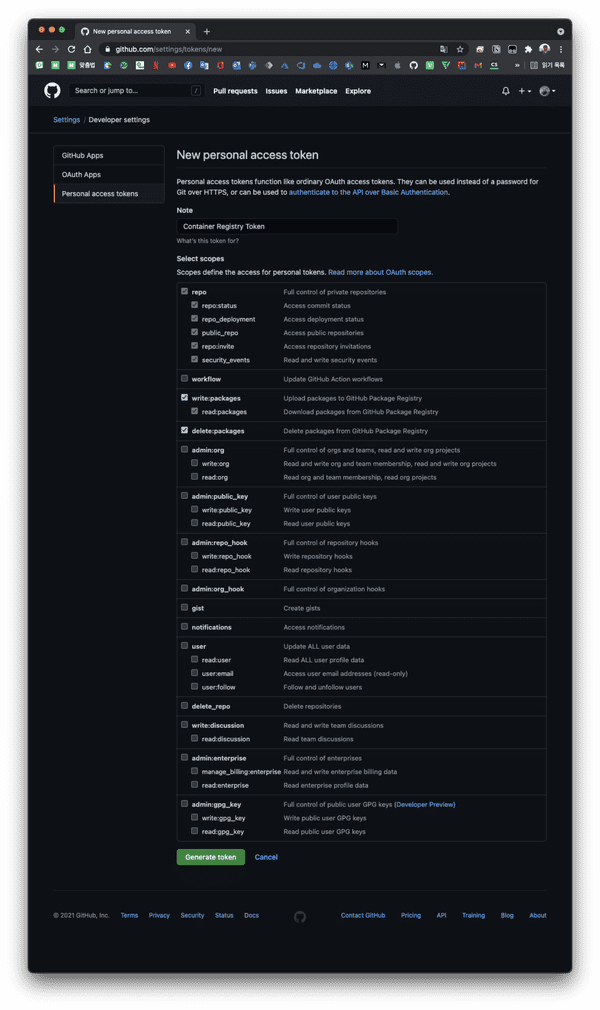 New personal access token
github.com/settings/tokens/new
맞춤법
읽기 목록
Search or jump to...
/
Pull requests Issues Marketplace Explore
Settings / Developer settings
GitHub Apps
OAuth Apps
Personal access tokens
New personal access token
Personal access tokens function like ordinary OAuth access tokens. They can be used instead of a password for
Git over HTTPS, or can be used to authenticate to the API over Basic Authentication.
Note
Container Registry Token
What's this token for?
Select scopes
Scopes define the access for personal tokens. Read more about OAuth scopes.
repo Full control of private repositories
repo:status Access commit status
repo_deployment Access deployment status
public_repo Access public repositories
repo:invite Access repository invitations
security_events Read and write security events
workflow Update GitHub Action workflows
write:packages Upload packages to GitHub Package Registry
read:packages Download packages from GitHub Package Registry
delete:packages Delete packages from GitHub Package Registry
admin:org Full control of orgs and teams, read and write org projects
write:org Read and write org and team membership, read and write org projects
read:org Read org and team membership, read org projects
admin:public_key Full control of user public keys
write:public_key Write user public keys
read:public_key Read user public keys
admin:repo_hook Full control of repository hooks
write:repo_hook Write repository hooks
read:repo_hook Read repository hooks
admin:org_hook Full control of organization hooks
gist Create gists
notifications Access notifications
user Update ALL user data
read:user Read ALL user profile data
user:email Access user email addresses (read-only)
user:follow Follow and unfollow users
delete_repo Delete repositories
write:discussion Read and write team discussions
read:discussion Read team discussions
admin:enterprise Full control of enterprises
manage_billing:enterprise Read and write enterprise billing data
read:enterprise Read enterprise profile data
admin:gpg_key Full control of public user GPG keys (Developer Preview)
write:gpg_key Write public user GPG keys
read:gpg_key Read public user GPG keys
Generate token Cancel
© 2021 GitHub, Inc. Terms Privacy Security Status Docs Contact GitHub Pricing API Training Blog About